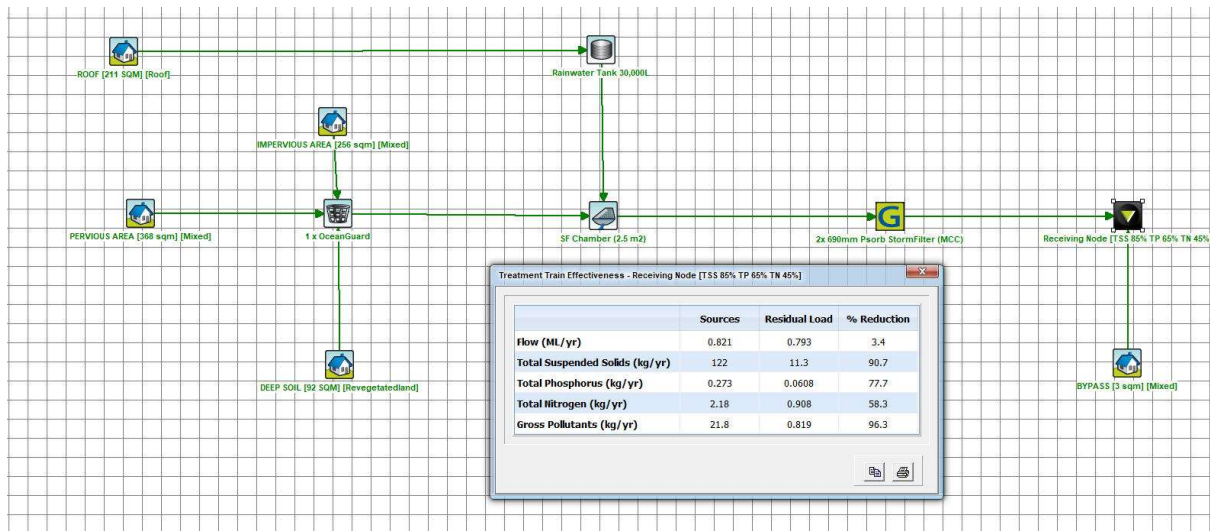 ROOF [211 SQM] [Roof]
Rainwater Tank 30,000L
IMPERVIOUS AREA [256 sqm] [Mixed]
PERVIOUS AREA [368 sqm] [Mixed]
1 x OceanGuard
SF Chamber (2.5 m2)
G
2x 690mm Psorb StormFilter (MCC)
Receiving Node [TSS 85% TP 65% TN 45%
DEEP SOIL [92 SQM] [Revegetatedland]
BYPASS [3 sqm] [Mixed]
Treatment Train Effectiveness - Receiving Node [TSS 85% TP 65% TN 45%]
Sources Residual Load % Reduction
Flow (ML/yr) 0.821 0.793 3.4
Total Suspended Solids (kg/yr) 122 11.3 90.7
Total Phosphorus (kg/yr) 0.273 0.0608 77.7
Total Nitrogen (kg/yr) 2.18 0.908 58.3
Gross Pollutants (kg/yr) 21.8 0.819 96.3